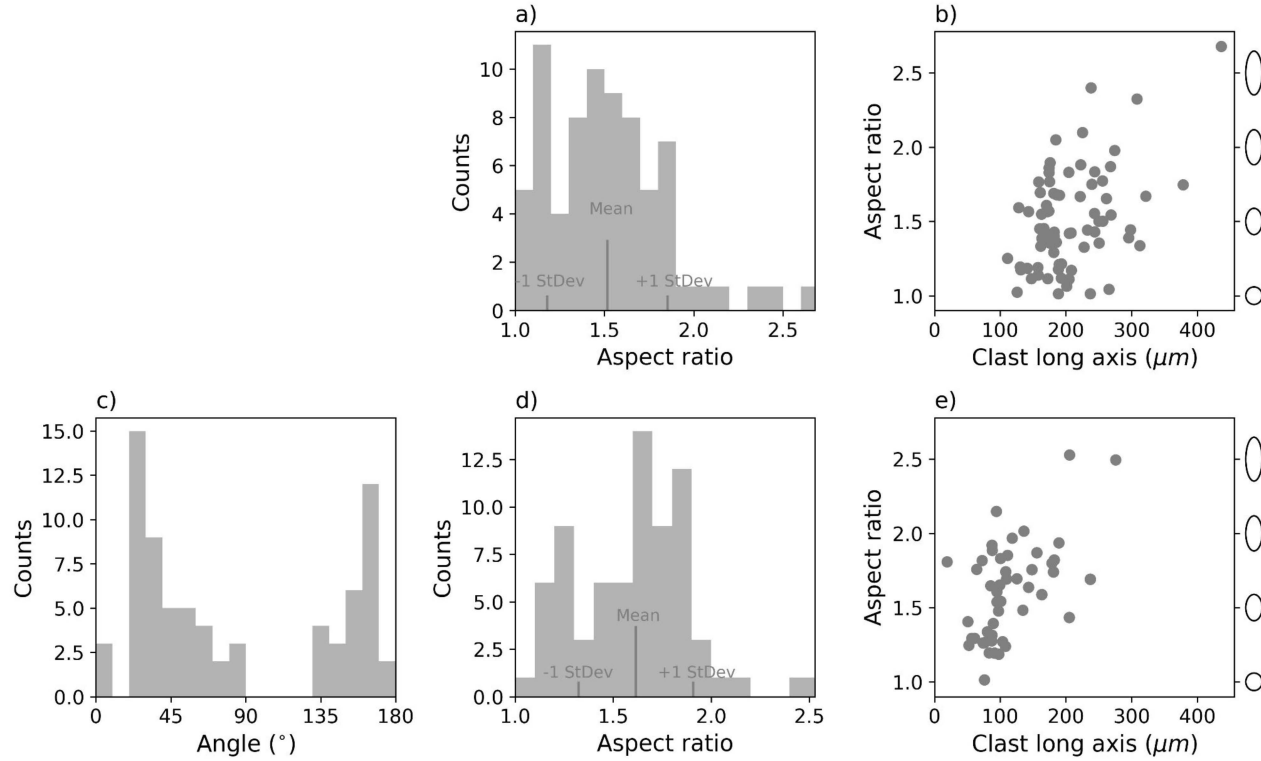 a)
Counts
10
8
6
4
2
0
Mean
-1 StDev
+1 StDev
1.0 1.5 2.0 2.5
Aspect ratio
b)
Aspect ratio
2.5
2.0
1.5
1.0
0 100 200 300 400
Clast long axis (μm)
c)
Counts
15.0
12.5
10.0
7.5
5.0
2.5
0.0
0 45 90 135 180
Angle (°)
d)
Counts
12.5
10.0
7.5
5.0
2.5
0.0
Mean
-1 StDev
+1 StDev
1.0 1.5 2.0 2.5
Aspect ratio
e)
Aspect ratio
2.5
2.0
1.5
1.0
0 100 200 300 400
Clast long axis (μm)